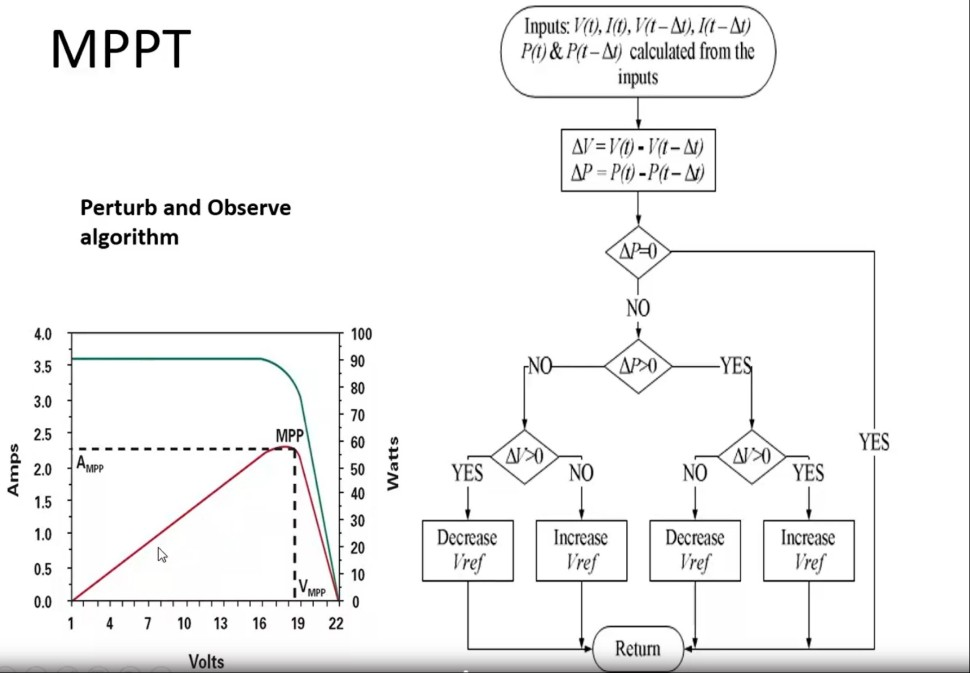 MPPT
Perturb and Observe
algorithm
Inputs: V(t), I(t), V(t − Δt), I(t − Δt)
P(t) & P(t − Δt) calculated from the
inputs
ΔV = V(t) - V(t − Δt)
ΔP = P(t) - P(t − Δt)
ΔP=0
NO
YES
ΔP>0
NO
YES
ΔV>0
YES
NO
ΔV>0
NO
YES
Decrease
Vref
Increase
Vref
Decrease
Vref
Increase
Vref
Return
Amps
4.0
3.5
3.0
2.5
2.0
1.5
1.0
0.5
0.0
MPP
A MPP
V MPP
100
90
80
70
60
50
40
30
20
10
0
Watts
1 4 7 10 13 16 19 22
Volts